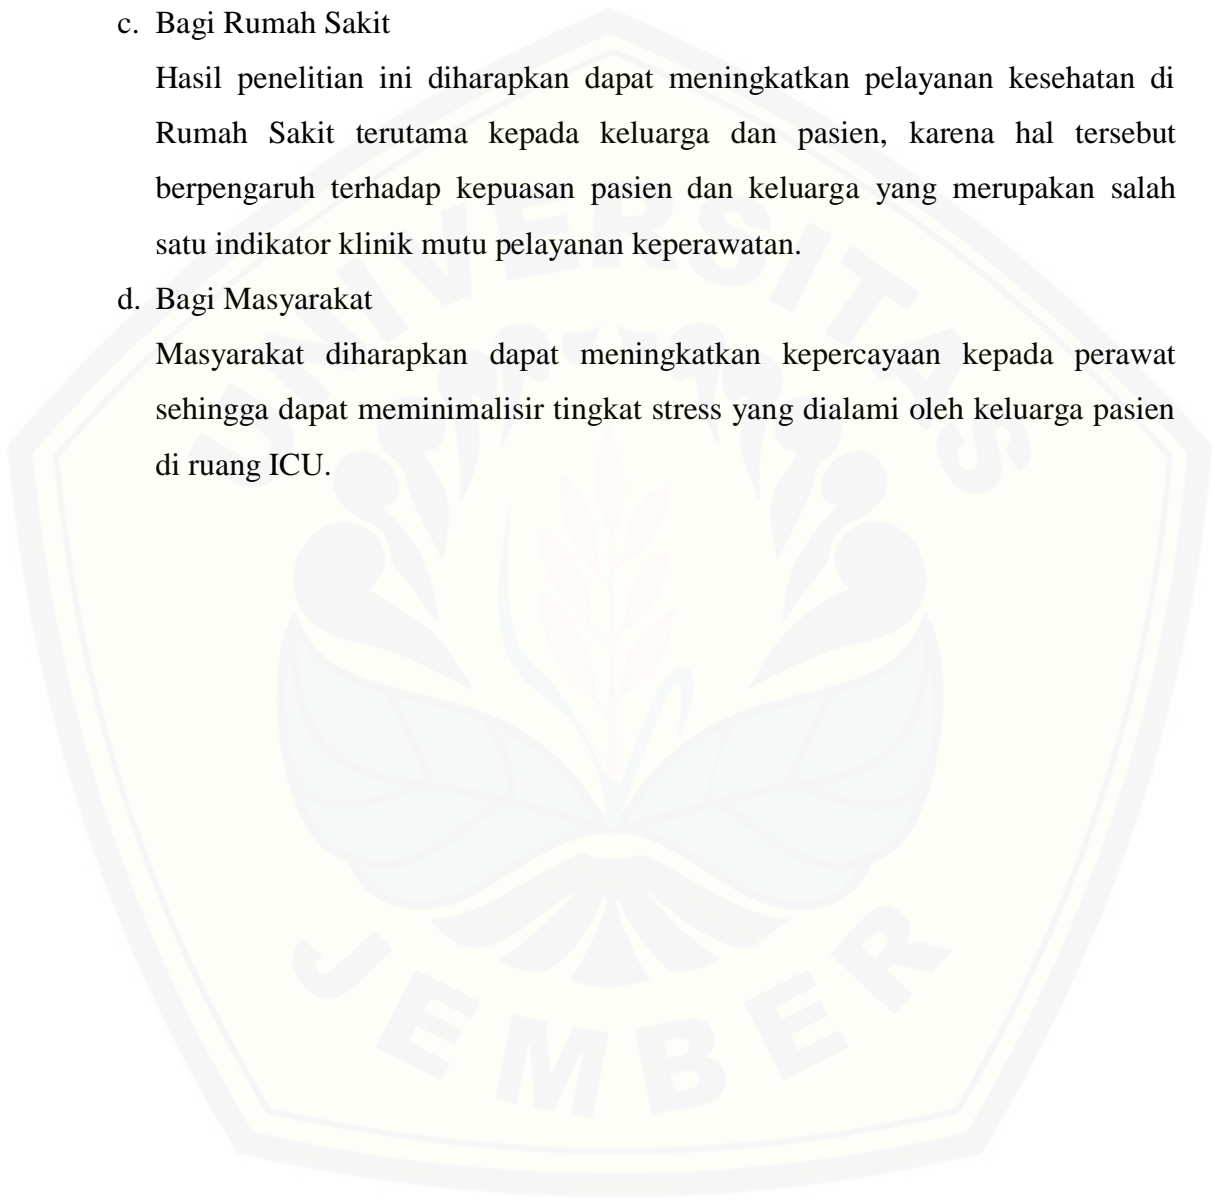 c. Bagi Rumah Sakit
Hasil penelitian ini diharapkan dapat meningkatkan pelayanan kesehatan di
Rumah Sakit terutama kepada keluarga dan pasien, karena hal tersebut
berpengaruh terhadap kepuasan pasien dan keluarga yang merupakan salah
satu indikator klinik mutu pelayanan keperawatan.
d. Bagi Masyarakat
Masyarakat diharapkan dapat meningkatkan kepercayaan kepada perawat
sehingga dapat meminimalisir tingkat stress yang dialami oleh keluarga pasien
di ruang ICU.
UNIVERSITAS
JEMBER